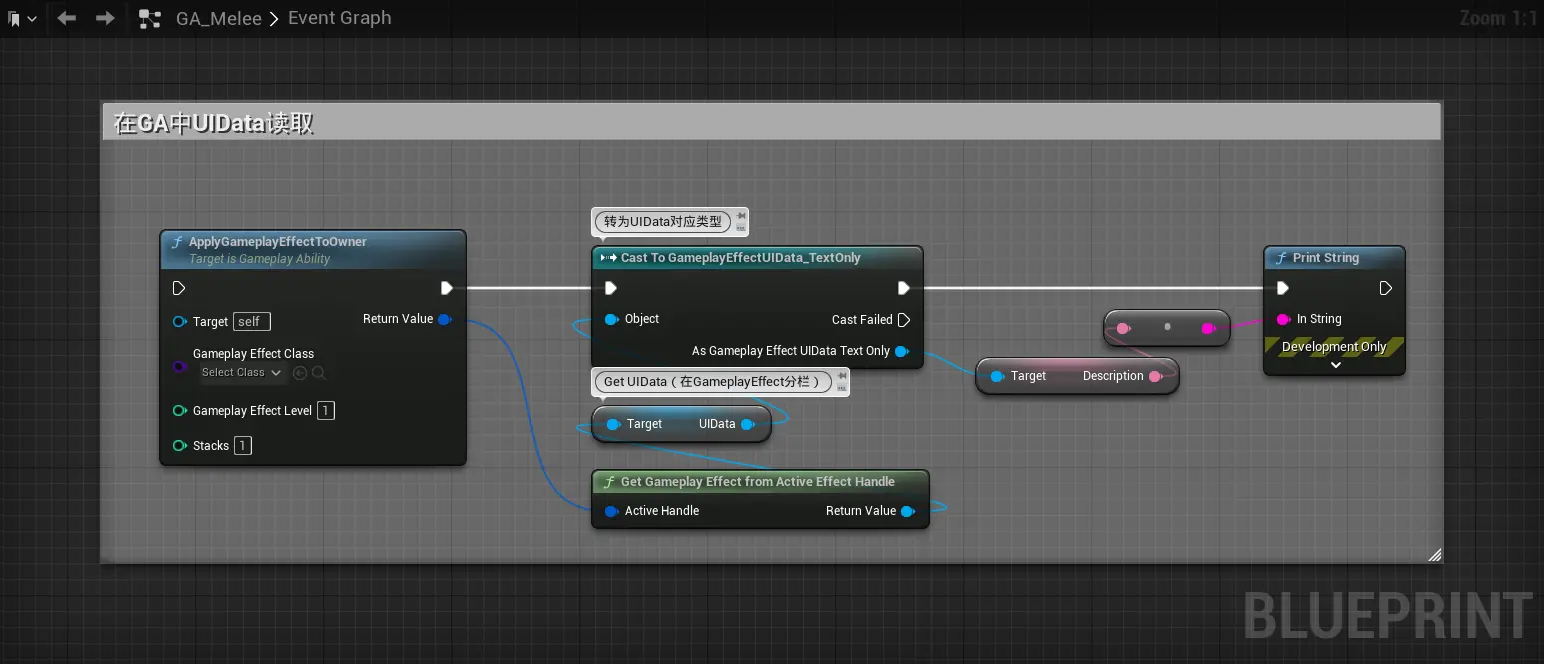 GA_Melee > Event Graph
Zoom 1:1
在GA中UIData读取
转为UIData对应类型
ApplyGameplayEffectToOwner
Target is Gameplay Ability
Target self
Return Value
Gameplay Effect Class
Select Class
Gameplay Effect Level 1
Stacks 1
Cast To GameplayEffectUIData_TextOnly
Object
Cast Failed
As Gameplay Effect UIData Text Only
Get UIData（在GameplayEffect分栏）
Target UIData
Get Gameplay Effect from Active Effect Handle
Active Handle Return Value
Target Description
Print String
In String
Development Only
BLUEPRINT